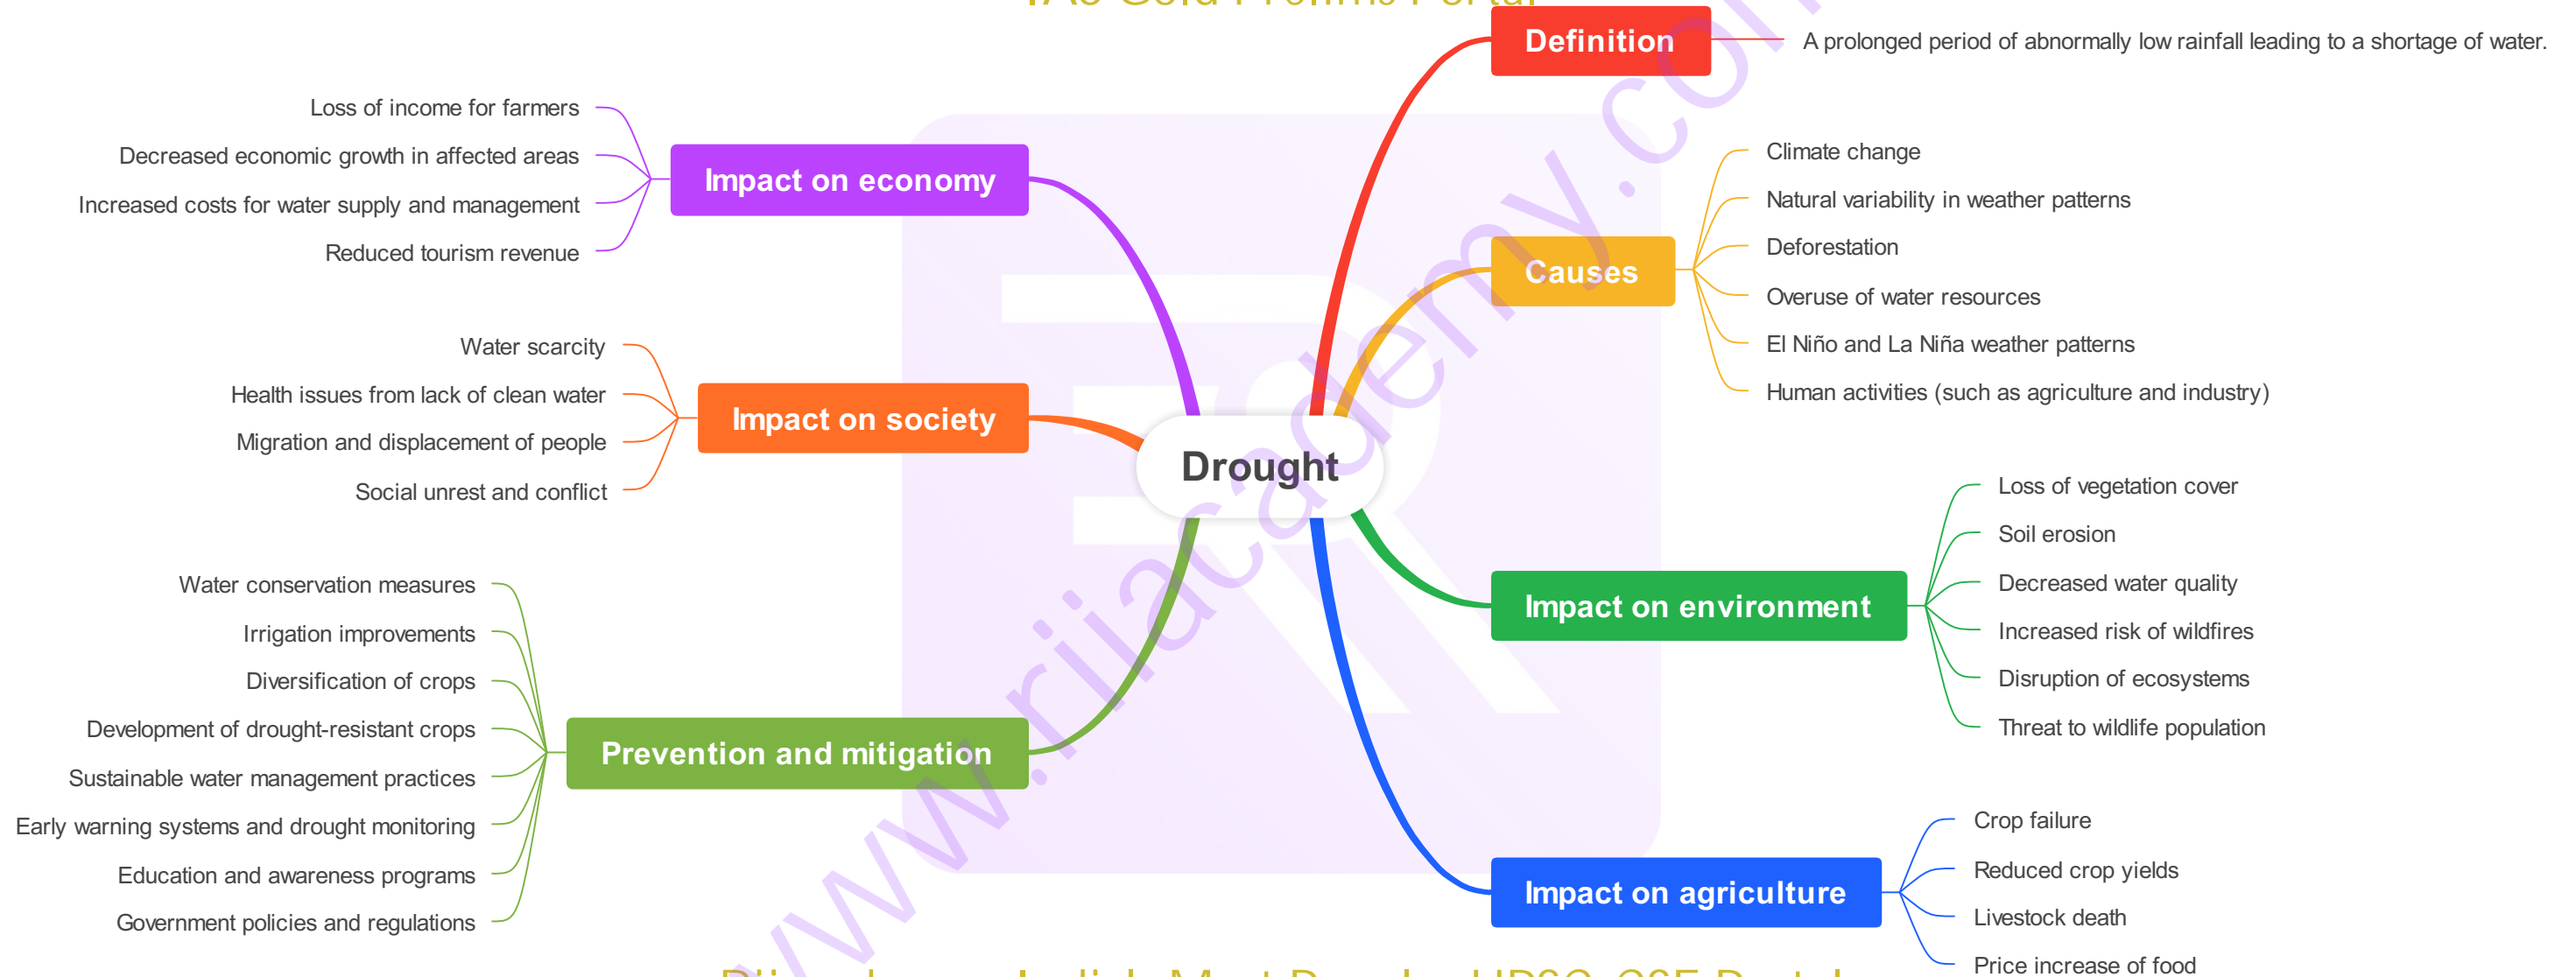 Drought
Definition
A prolonged period of abnormally low rainfall leading to a shortage of water.
Causes
Climate change
Natural variability in weather patterns
Deforestation
Overuse of water resources
El Niño and La Niña weather patterns
Human activities (such as agriculture and industry)
Impact on environment
Loss of vegetation cover
Soil erosion
Decreased water quality
Increased risk of wildfires
Disruption of ecosystems
Threat to wildlife population
Impact on agriculture
Crop failure
Reduced crop yields
Livestock death
Price increase of food
Impact on economy
Loss of income for farmers
Decreased economic growth in affected areas
Increased costs for water supply and management
Reduced tourism revenue
Impact on society
Water scarcity
Health issues from lack of clean water
Migration and displacement of people
Social unrest and conflict
Prevention and mitigation
Water conservation measures
Irrigation improvements
Diversification of crops
Development of drought-resistant crops
Sustainable water management practices
Early warning systems and drought monitoring
Education and awareness programs
Government policies and regulations